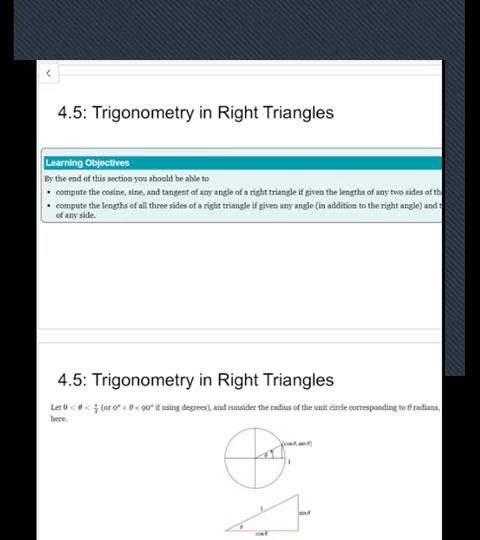 4.5: Trigonometry in Right Triangles
Learning Objectives
By the end of this section you should be able to
• compute the cosine, sine, and tangent of any angle of a right triangle if given the lengths of any two sides of
• compute the lengths of all three sides of a right triangle if given any angle (in addition to the right angle) and
of any side.
4.5: Trigonometry in Right Triangles
Let 0 < θ < π/2 (or 0° < θ < 90° if using degrees), and consider the radius of the unit circle corresponding to θ radians,
here.
(cos θ, sin θ)
θ
1
1
sin θ
θ
cos θ